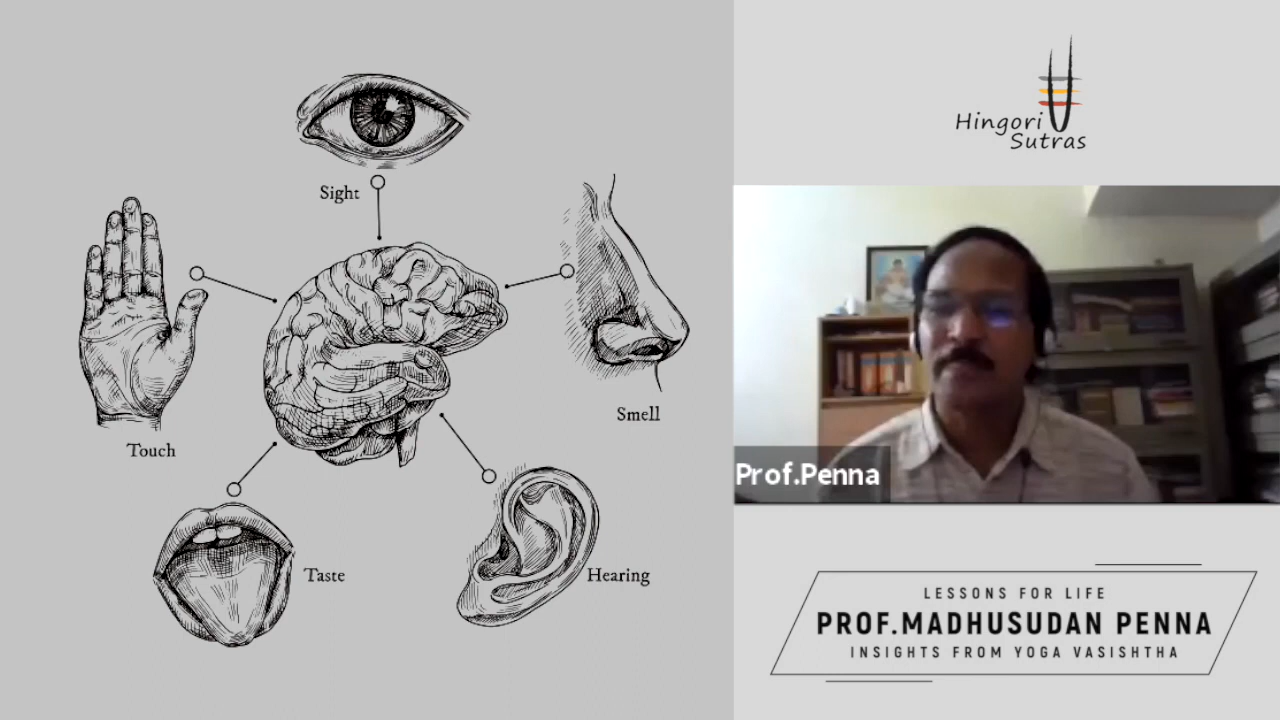 Sight
Touch
Smell
Taste
Hearing
Hingori
Sutras
Prof.Penna
LESSONS FOR LIFE
PROF.MADHUSUDAN PENNA
INSIGHTS FROM YOGA VASISHTHA